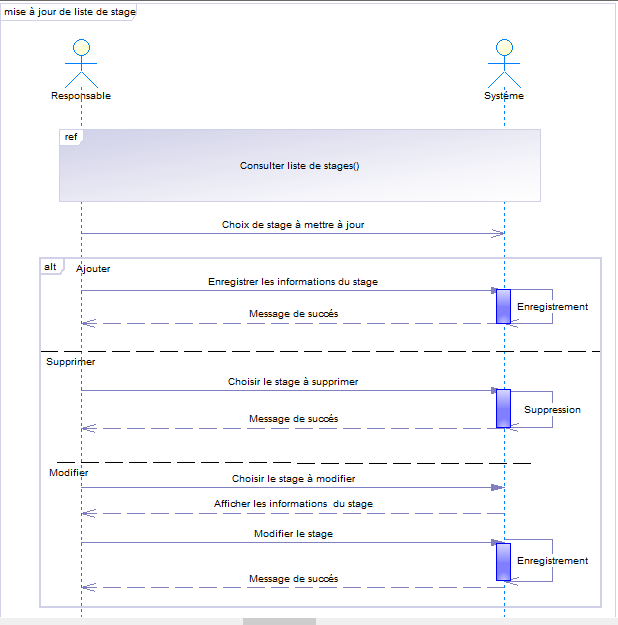 mise à jour de liste de stage
Responsable
Système
ref
Consulter liste de stages()
Choix de stage à mettre à jour
alt
Ajouter
Enregistrer les informations du stage
Enregistrement
Message de succés
Supprimer
Choisir le stage à supprimer
Suppression
Message de succés
Modifier
Choisir le stage à modifier
Afficher les informations du stage
Modifier le stage
Enregistrement
Message de succés